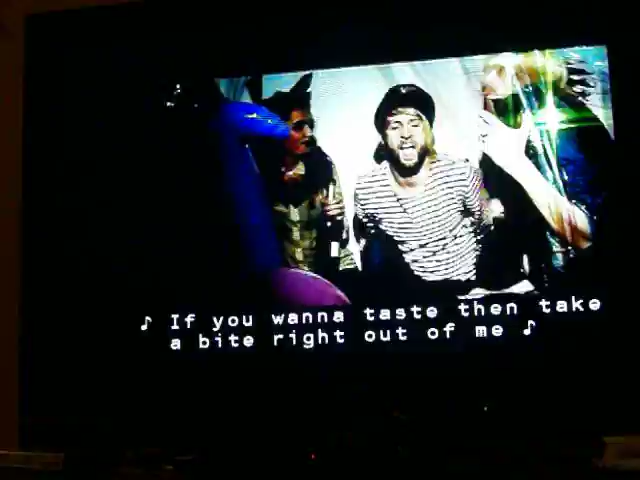 ♪ If you wanna taste then take
a bite right out of me ♪